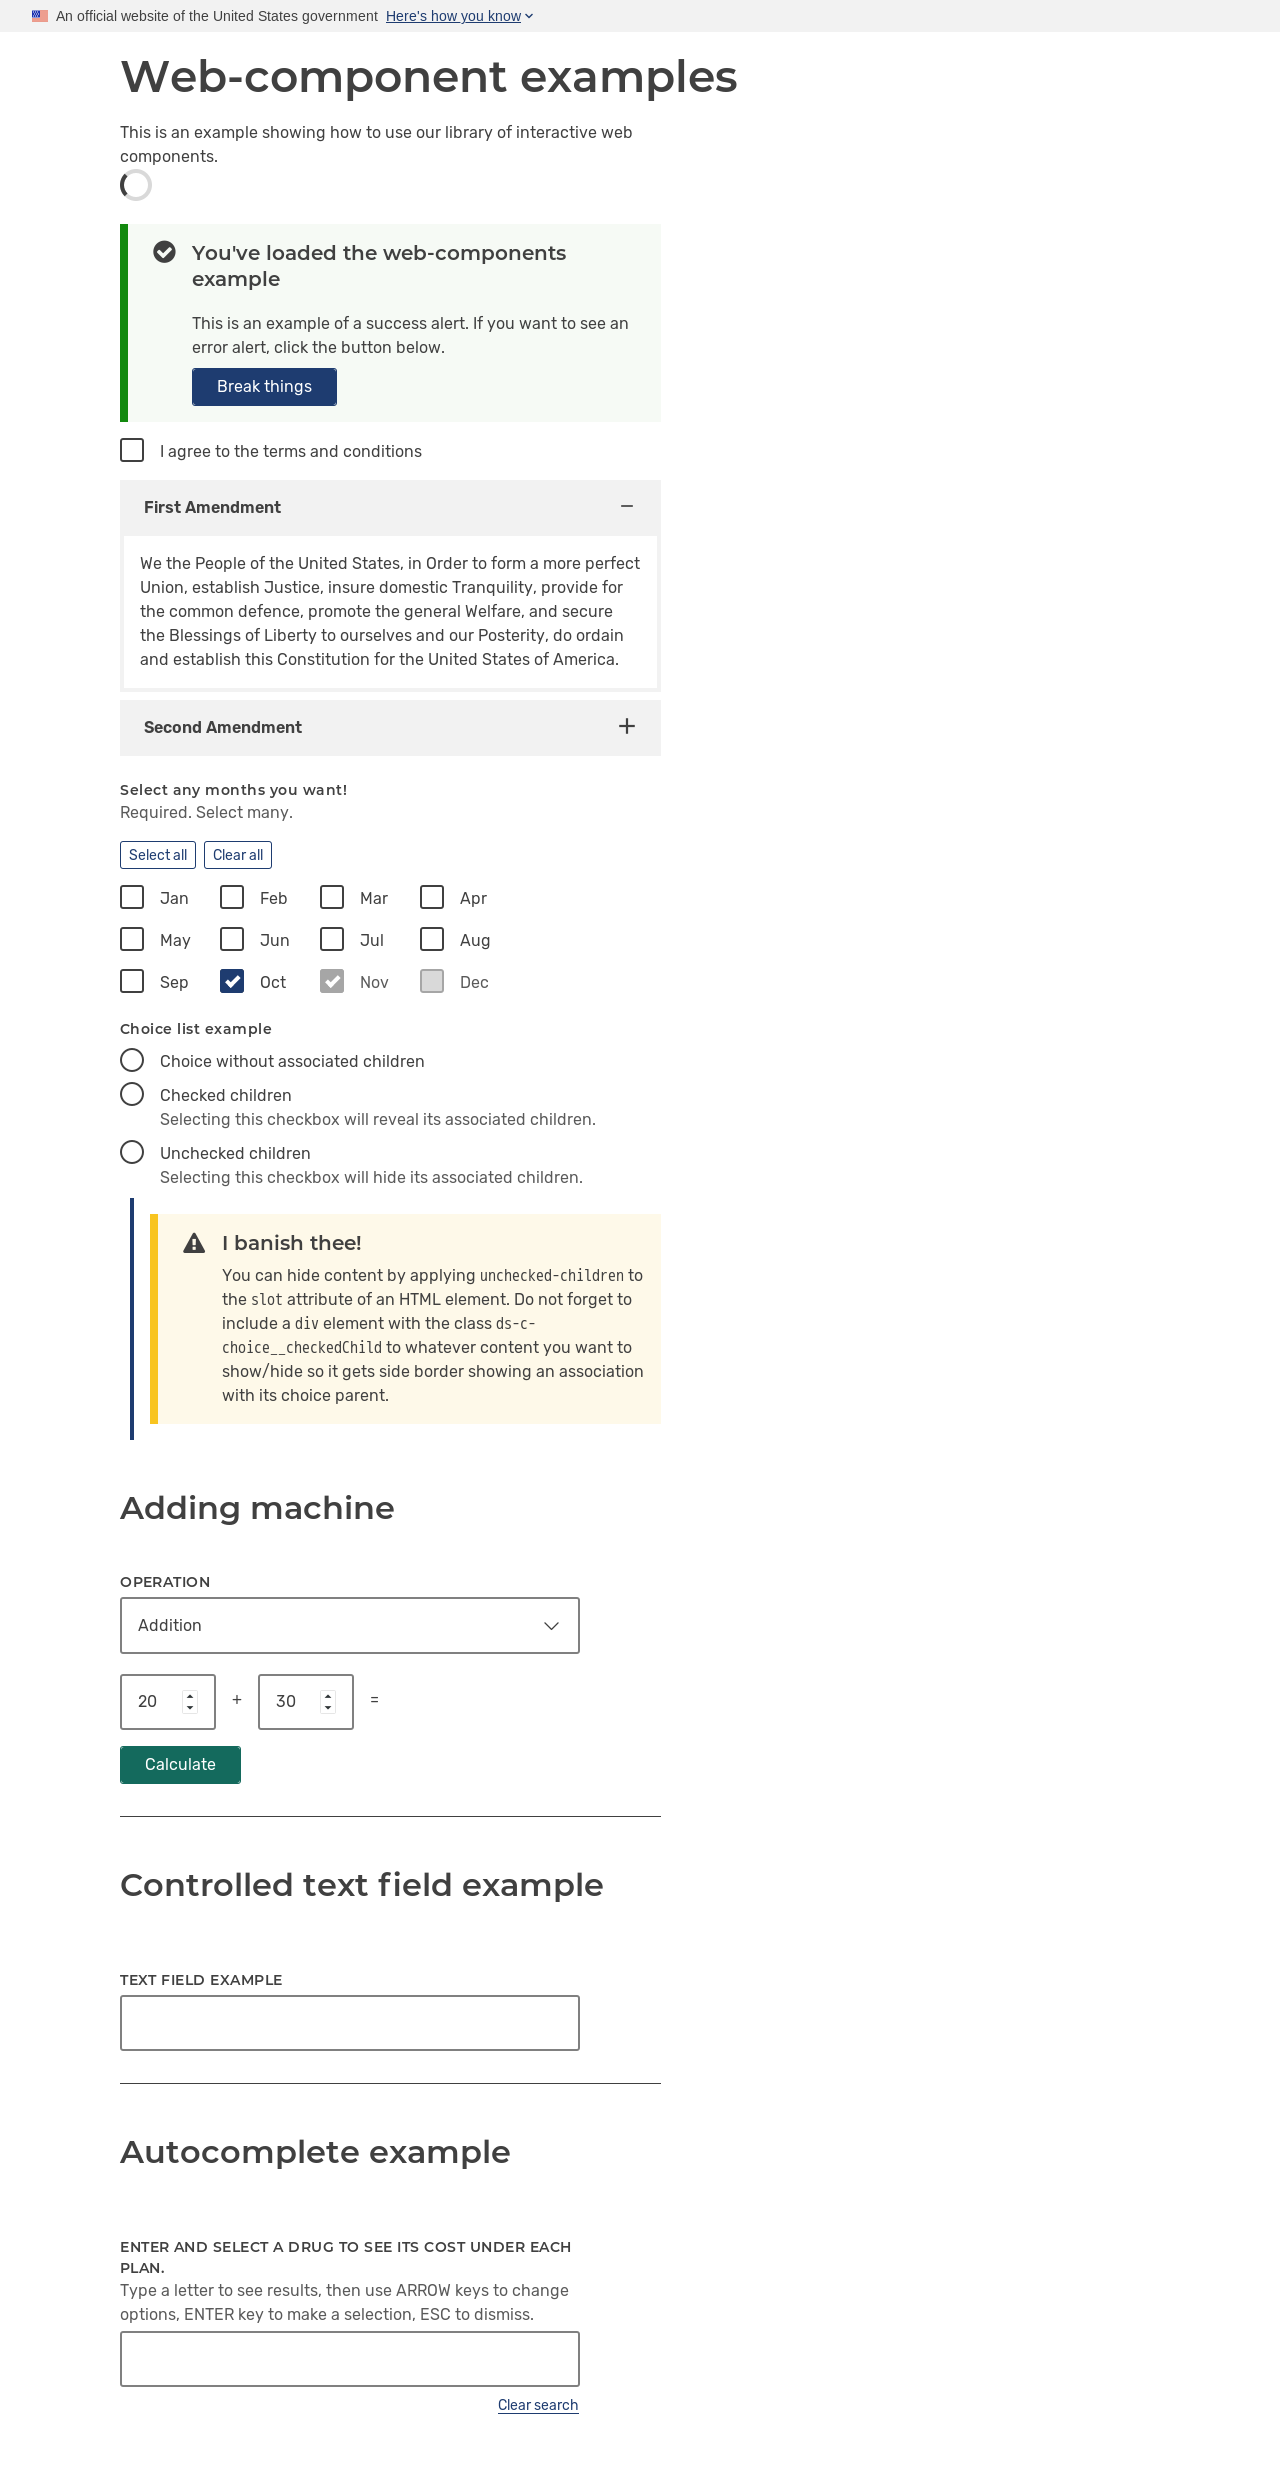 An official website of the United States government Here's how you know
Web-component examples
This is an example showing how to use our library of interactive web
components.
You've loaded the web-components
example
This is an example of a success alert. If you want to see an
error alert, click the button below.
Break things
I agree to the terms and conditions
First Amendment
We the People of the United States, in Order to form a more perfect
Union, establish Justice, insure domestic Tranquility, provide for
the common defence, promote the general Welfare, and secure
the Blessings of Liberty to ourselves and our Posterity, do ordain
and establish this Constitution for the United States of America.
Second Amendment
Select any months you want!
Required. Select many.
Select all Clear all
Jan Feb Mar Apr
May Jun Jul Aug
Sep Oct Nov Dec
Choice list example
Choice without associated children
Checked children
Selecting this checkbox will reveal its associated children.
Unchecked children
Selecting this checkbox will hide its associated children.
I banish thee!
You can hide content by applying unchecked-children to
the slot attribute of an HTML element. Do not forget to
include a div element with the class ds-c-
choice__checkedChild to whatever content you want to
show/hide so it gets side border showing an association
with its choice parent.
Adding machine
OPERATION
Addition
20 + 30 =
Calculate
Controlled text field example
TEXT FIELD EXAMPLE
Autocomplete example
ENTER AND SELECT A DRUG TO SEE ITS COST UNDER EACH
PLAN.
Type a letter to see results, then use ARROW keys to change
options, ENTER key to make a selection, ESC to dismiss.
Clear search